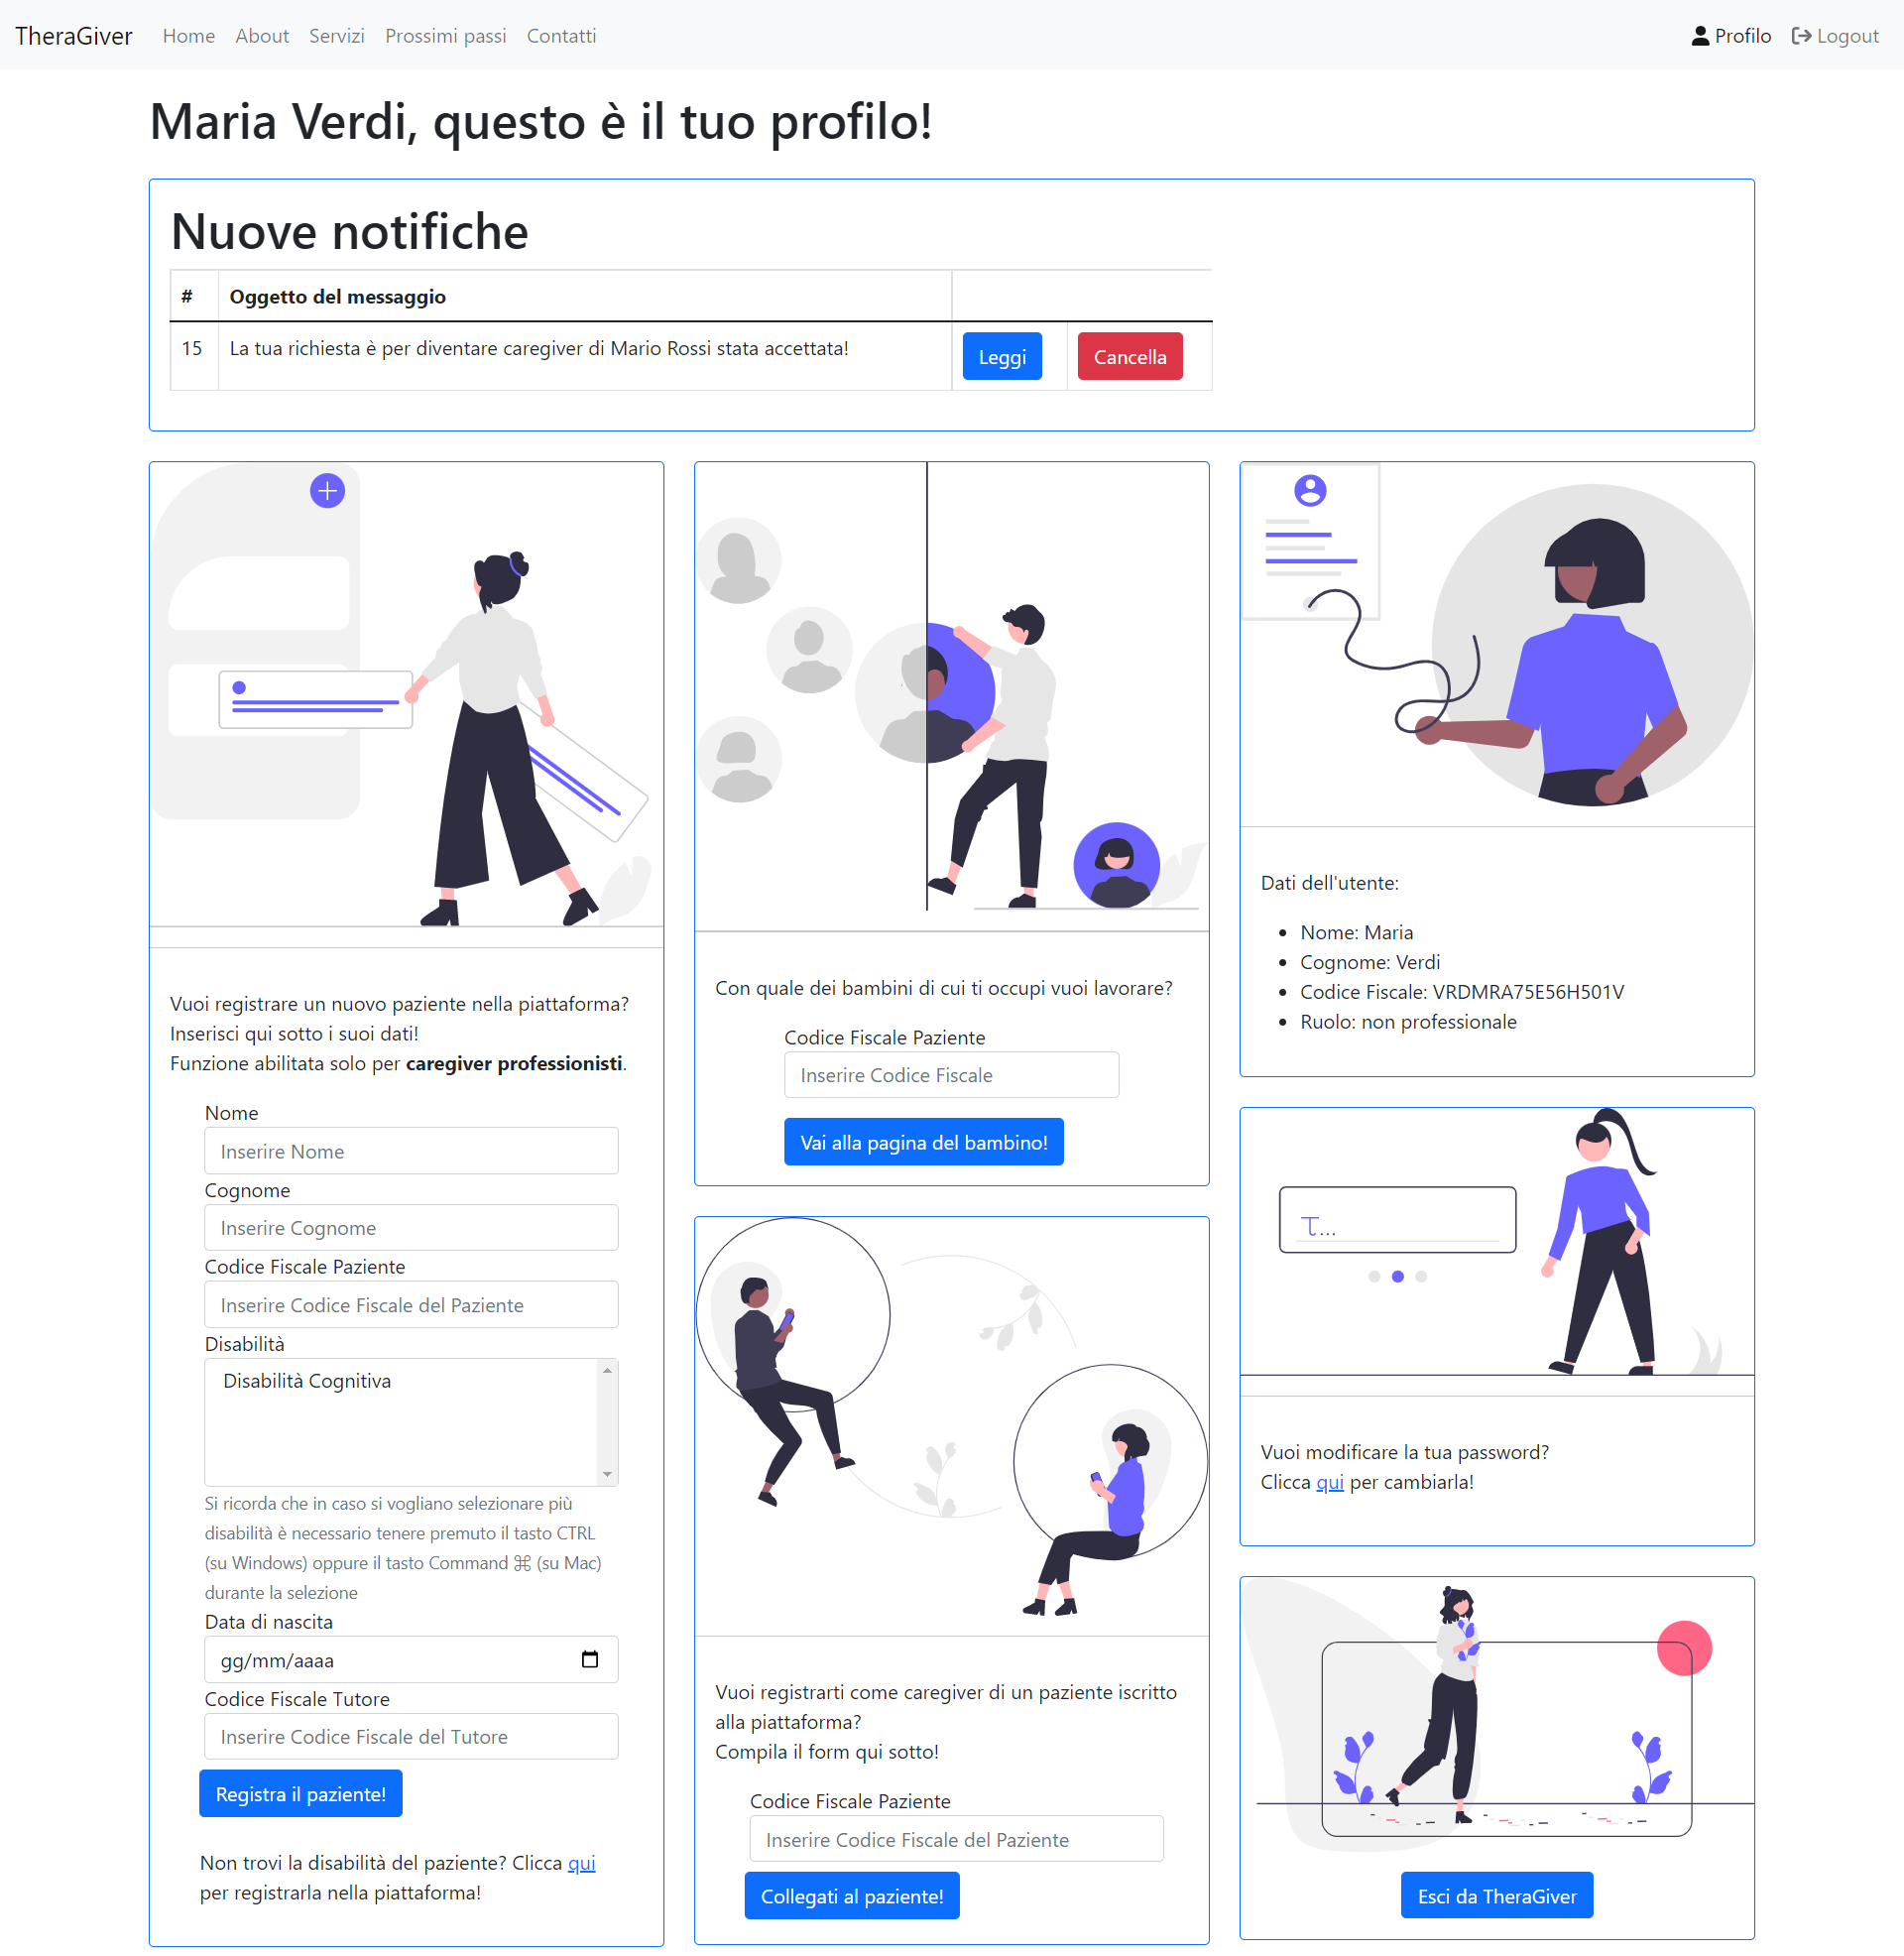 TheraGiver Home About Servizi Prossimi passi Contatti Profilo Logout
Maria Verdi, questo è il tuo profilo!
Nuove notifiche
# Oggetto del messaggio
15 La tua richiesta è per diventare caregiver di Mario Rossi stata accettata! Leggi Cancella
Vuoi registrare un nuovo paziente nella piattaforma?
Inserisci qui sotto i suoi dati!
Funzione abilitata solo per caregiver professionisti.
Nome
Inserire Nome
Cognome
Inserire Cognome
Codice Fiscale Paziente
Inserire Codice Fiscale del Paziente
Disabilità
Disabilità Cognitiva
Si ricorda che in caso si vogliano selezionare più
disabilità è necessario tenere premuto il tasto CTRL
(su Windows) oppure il tasto Command ⌘ (su Mac)
durante la selezione
Data di nascita
gg/mm/aaaa
Codice Fiscale Tutore
Inserire Codice Fiscale del Tutore
Registra il paziente!
Non trovi la disabilità del paziente? Clicca qui
per registrarla nella piattaforma!
Con quale dei bambini di cui ti occupi vuoi lavorare?
Codice Fiscale Paziente
Inserire Codice Fiscale
Vai alla pagina del bambino!
Vuoi registrarti come caregiver di un paziente iscritto
alla piattaforma?
Compila il form qui sotto!
Codice Fiscale Paziente
Inserire Codice Fiscale del Paziente
Collegati al paziente!
Dati dell'utente:
• Nome: Maria
• Cognome: Verdi
• Codice Fiscale: VRDMRA75E56H501V
• Ruolo: non professionale
Vuoi modificare la tua password?
Clicca qui per cambiarla!
Esci da TheraGiver